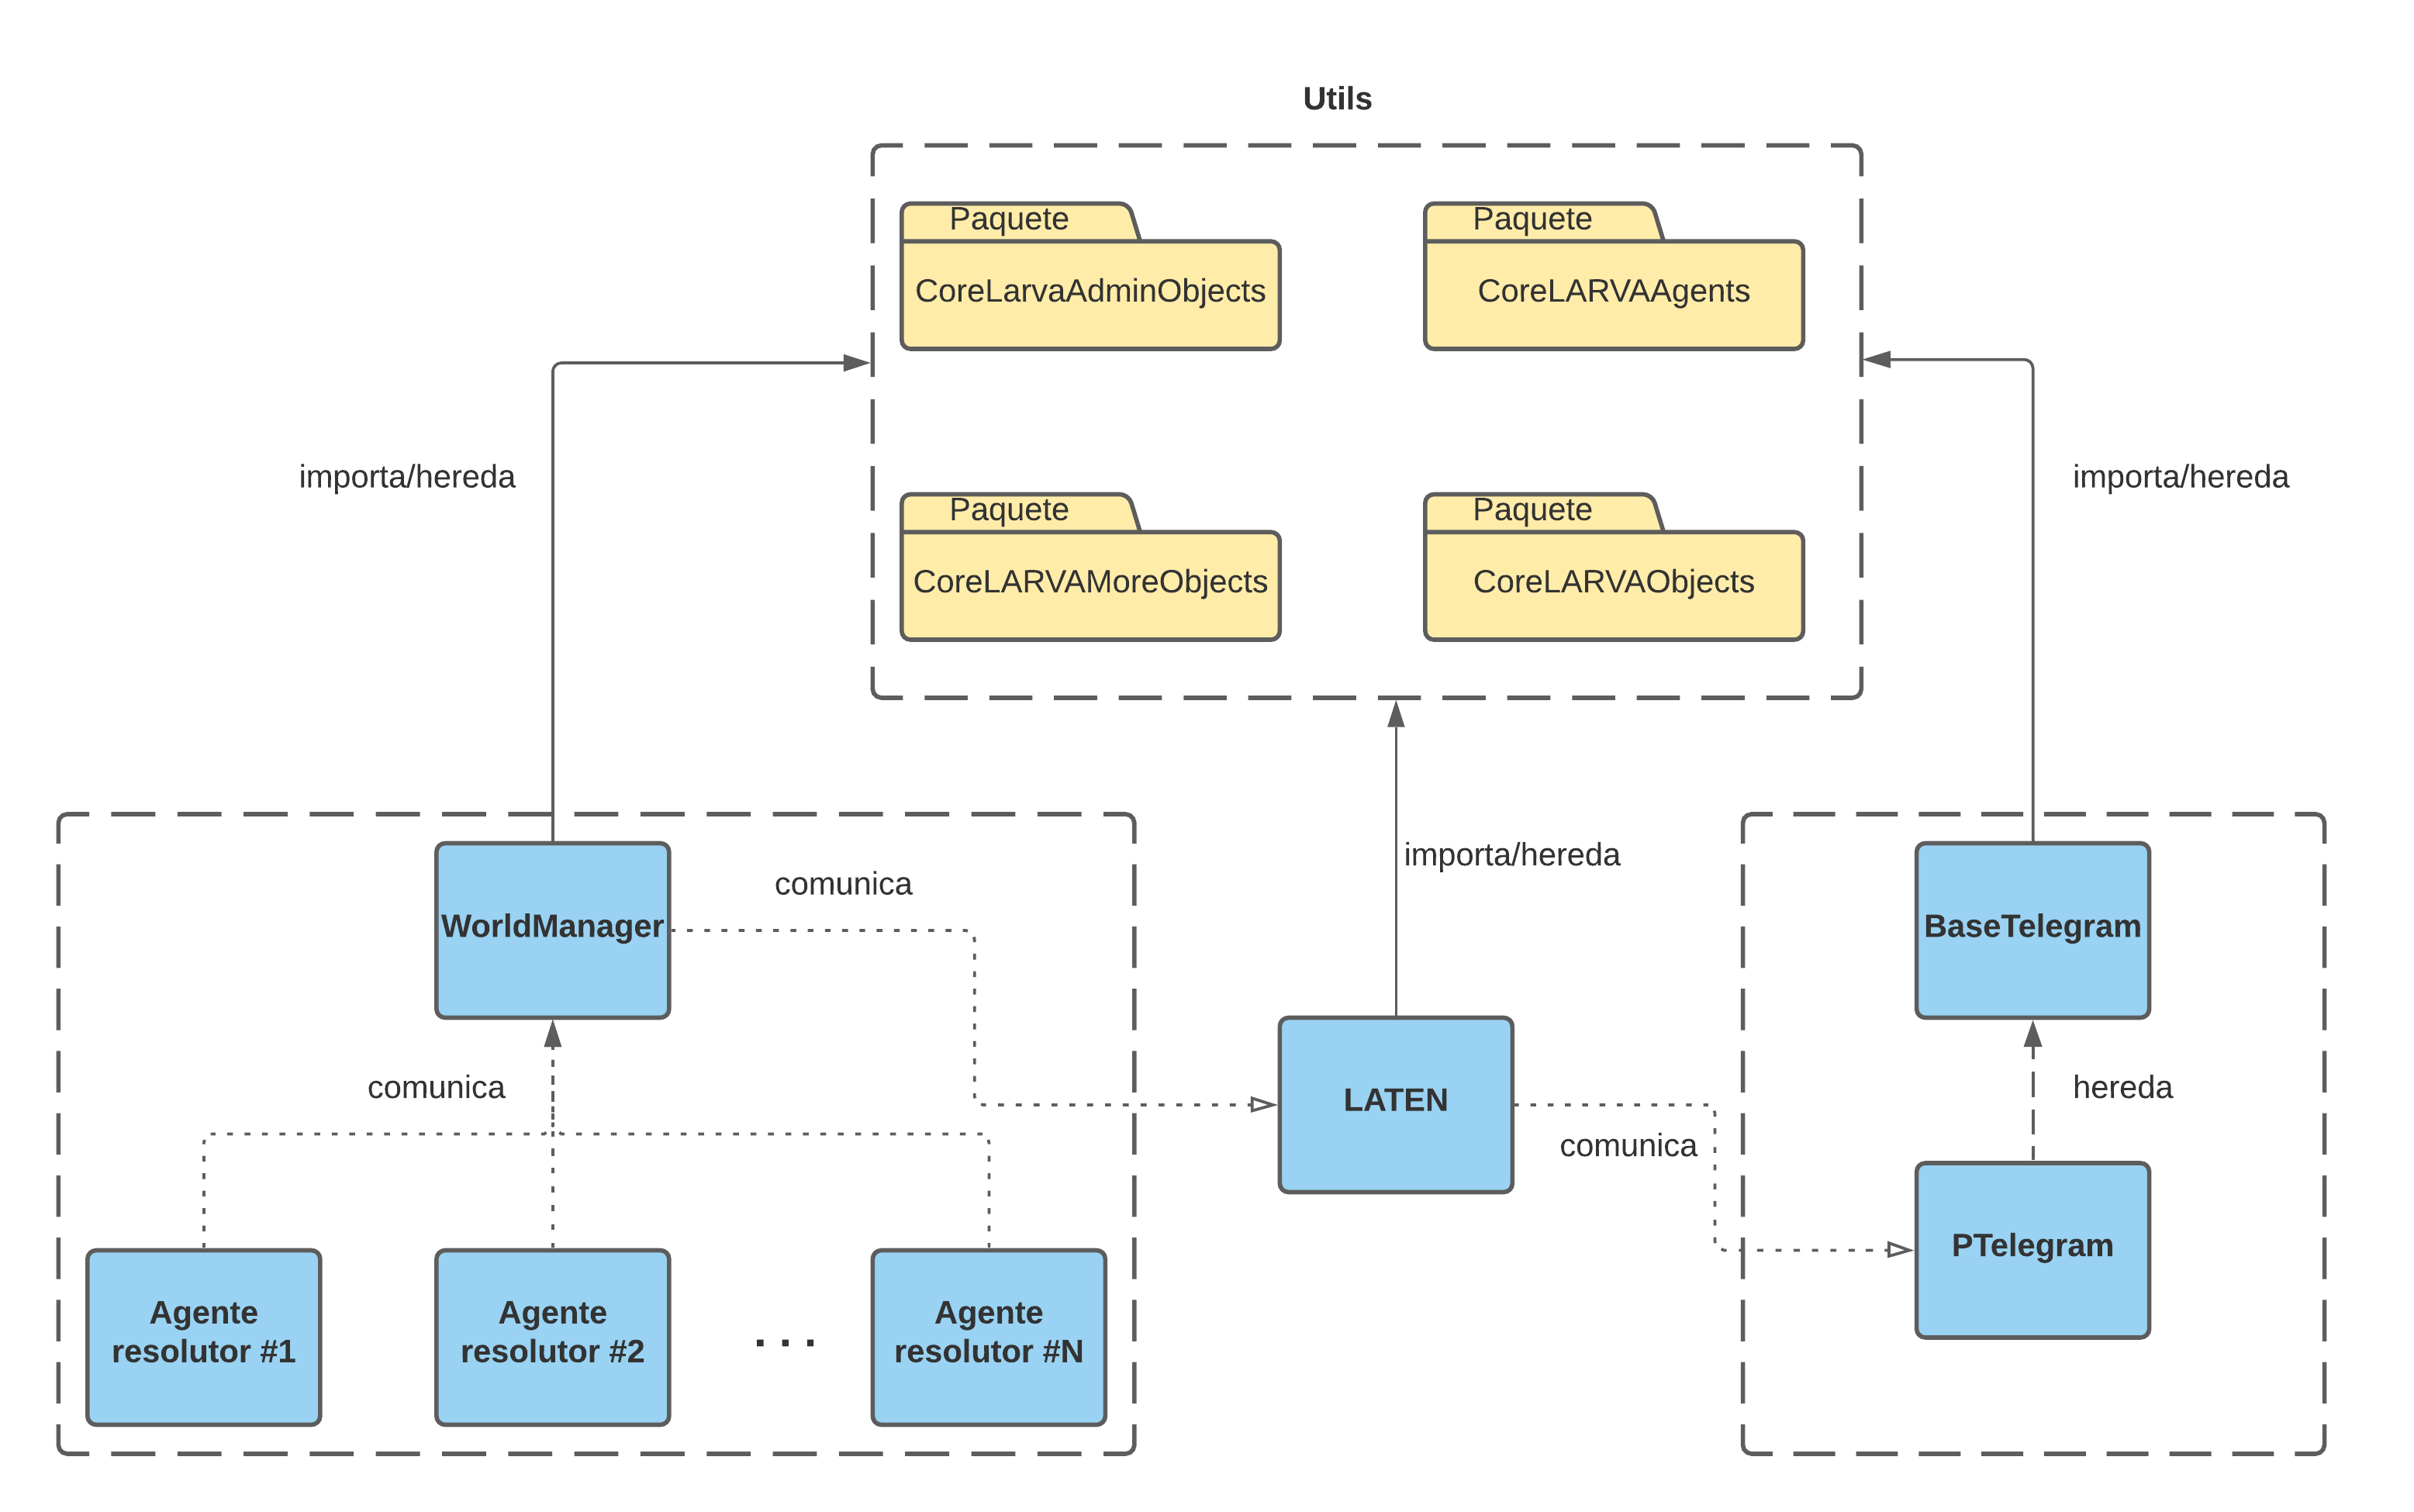 Utils
Paquete
CoreLarvaAdminObjects
Paquete
CoreLARVAAgents
Paquete
CoreLARVAMoreObjects
Paquete
CoreLARVAObjects
importa/hereda
importa/hereda
importa/hereda
WorldManager
comunica
BaseTelegram
comunica
LATEN
comunica
hereda
PTelegram
Agente
resolutor #1
Agente
resolutor #2
...
Agente
resolutor #N